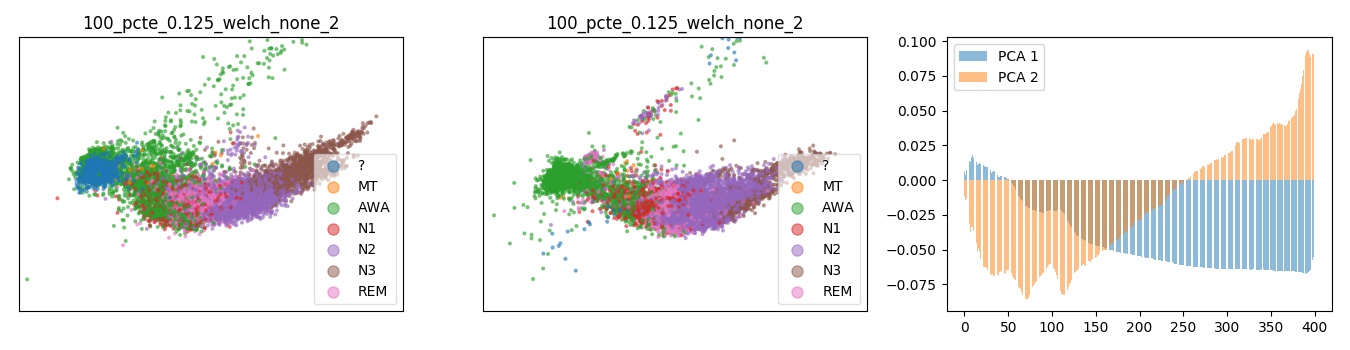 100_pcte_0.125_welch_none_2
?
MT
AWA
N1
N2
N3
REM
100_pcte_0.125_welch_none_2
?
MT
AWA
N1
N2
N3
REM
PCA 1
PCA 2
0.100
0.075
0.050
0.025
0.000
−0.025
−0.050
−0.075
0 50 100 150 200 250 300 350 400